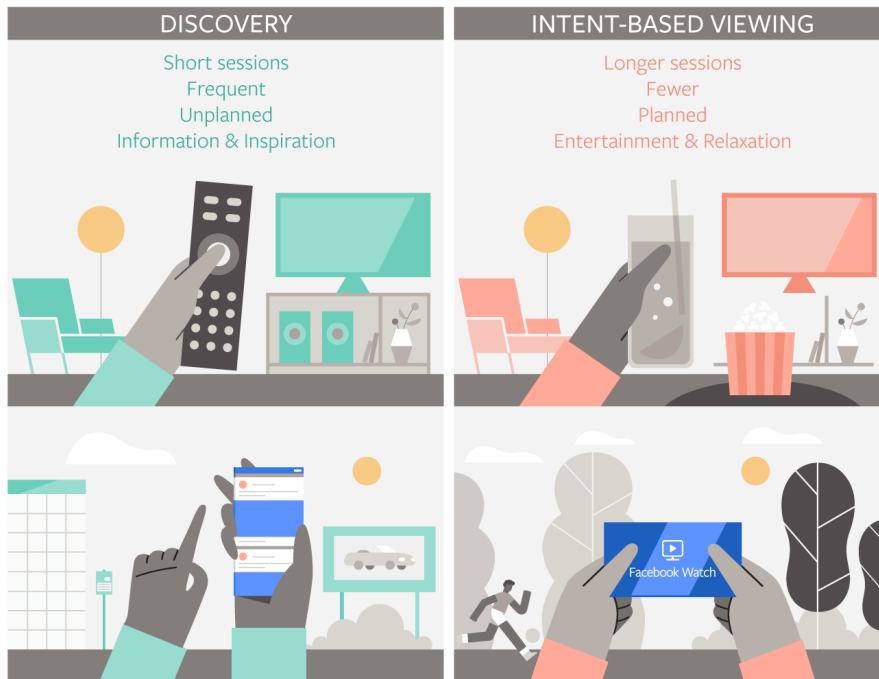 DISCOVERY
Short sessions
Frequent
Unplanned
Information & Inspiration
INTENT-BASED VIEWING
Longer sessions
Fewer
Planned
Entertainment & Relaxation
Facebook Watch